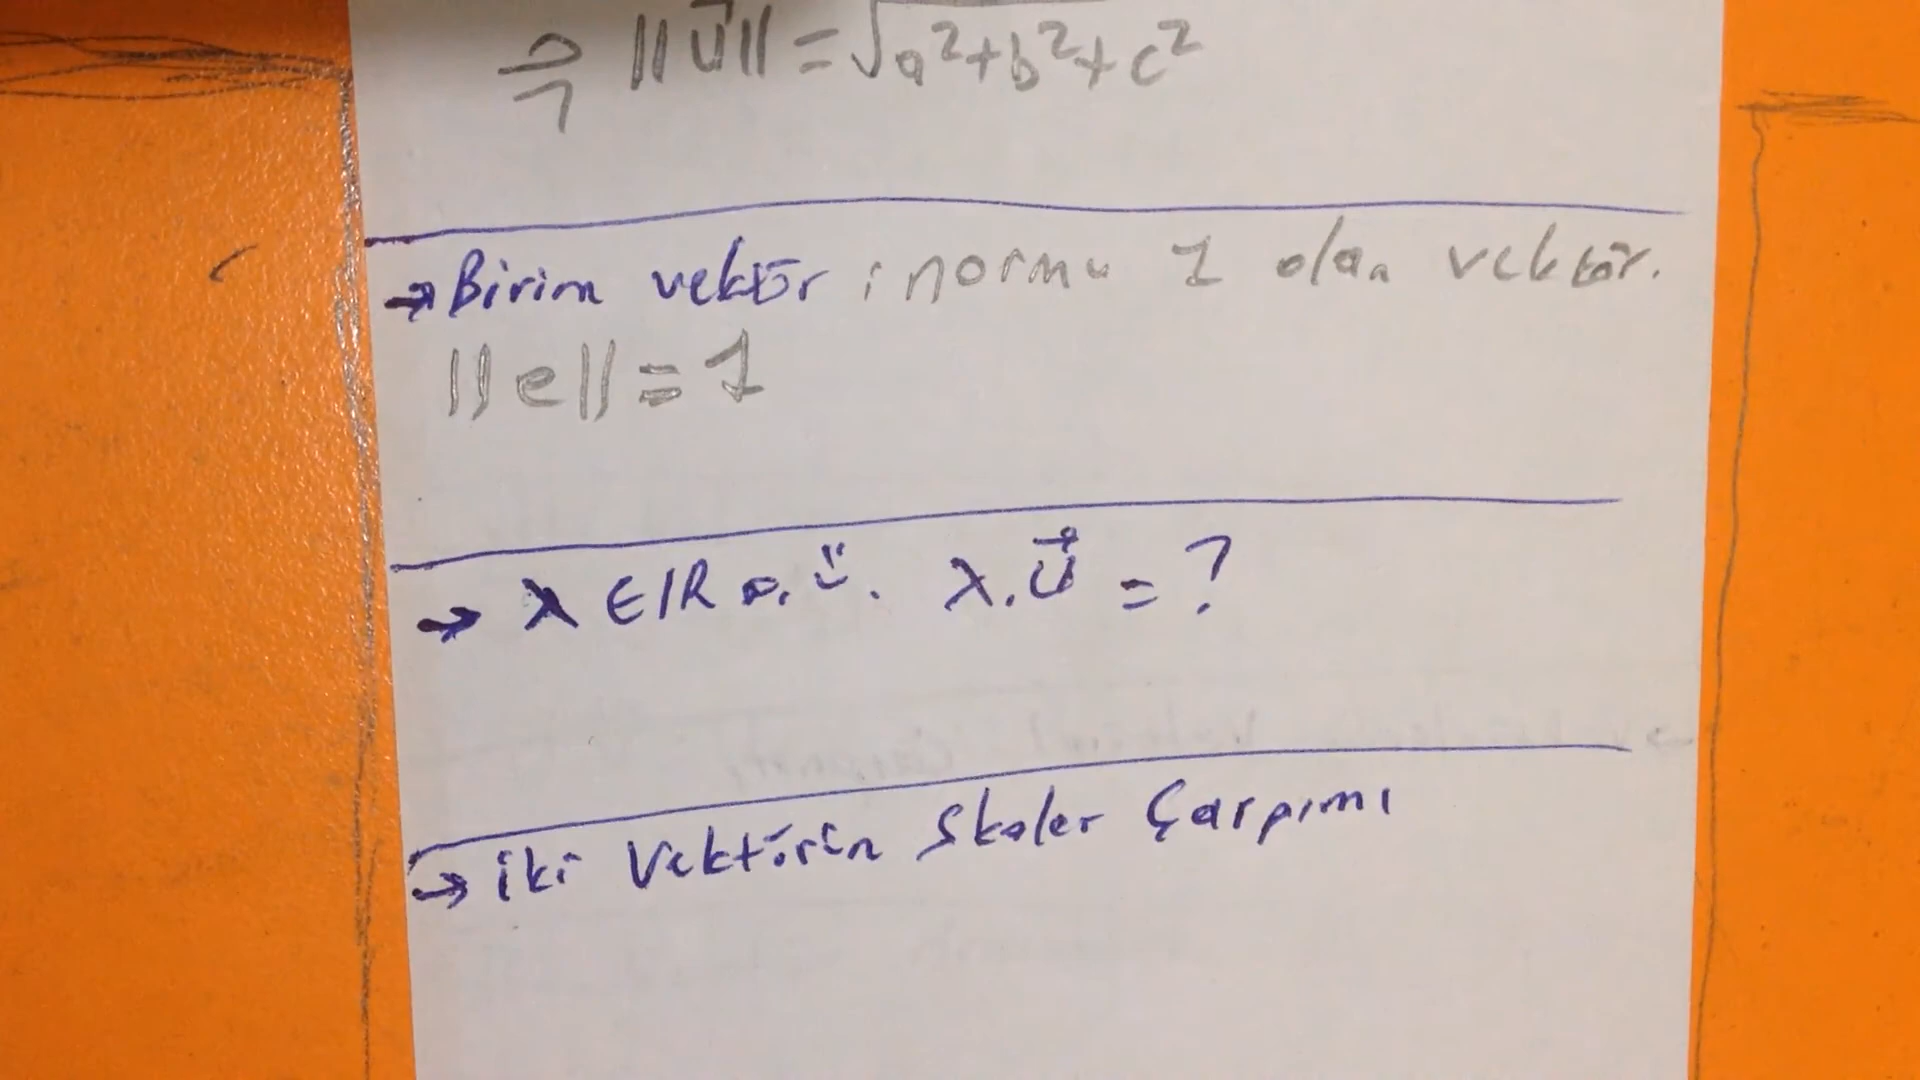 ⇒ ||u⃗|| = √a²+b²+c²
→ Birim vektör : normu 1 olan vektör.
||e|| = 1
→ λ ∈ IR o.ü. λ.u⃗ = ?
→ iki Vektörün Skaler Çarpımı